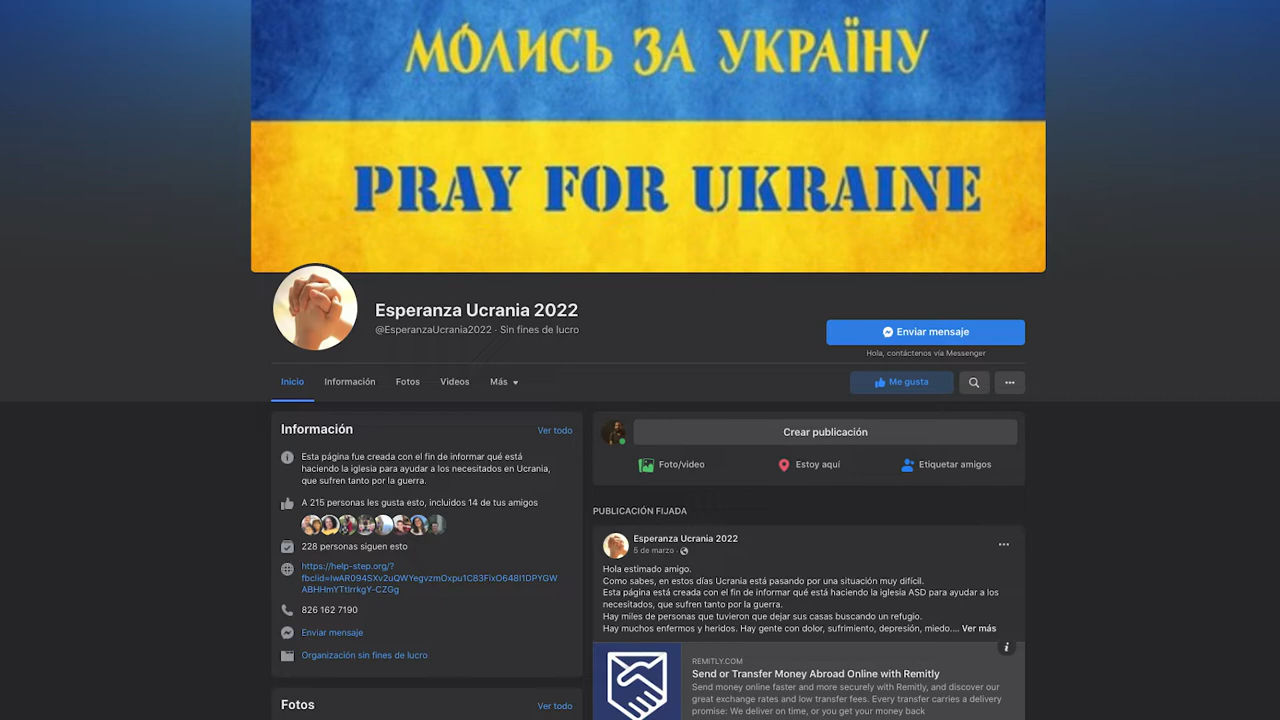 МОЛИСЬ ЗА УКРАЇНУ
PRAY FOR UKRAINE
Esperanza Ucrania 2022
@EsperanzaUcrania2022 · Sin fines de lucro
Enviar mensaje
Hola, contáctenos vía Messenger
Inicio
Información
Fotos
Videos
Más
Me gusta
Información
Ver todo
Esta página fue creada con el fin de informar qué está
haciendo la iglesia para ayudar a los necesitados en Ucrania,
que sufren tanto por la guerra.
A 215 personas les gusta esto, incluidos 14 de tus amigos
228 personas siguen esto
https://help-step.org/?
fbclid=IwAR094SXv2uQWYegvzmOxpu1C83FlxO648I1DPYGW
ABHHmYTtlrrkgY-CZGg
826 162 7190
Enviar mensaje
Organización sin fines de lucro
Fotos
Ver todo
Crear publicación
Foto/video
Estoy aquí
Etiquetar amigos
PUBLICACIÓN FIJADA
Esperanza Ucrania 2022
5 de marzo ·
Hola estimado amigo.
Como sabes, en estos días Ucrania está pasando por una situación muy difícil.
Esta página está creada con el fin de informar qué está haciendo la iglesia ASD para ayudar a los
necesitados, que sufren tanto por la guerra.
Hay miles de personas que tuvieron que dejar sus casas buscando un refugio.
Hay muchos enfermos y heridos. Hay gente con dolor, sufrimiento, depresión, miedo.... Ver más
REMITLY.COM
Send or Transfer Money Abroad Online with Remitly
Send money online faster and more securely with Remitly, and discover our
great exchange rates and low transfer fees. Every transfer carries a delivery
promise: We deliver on time, or you get your money back